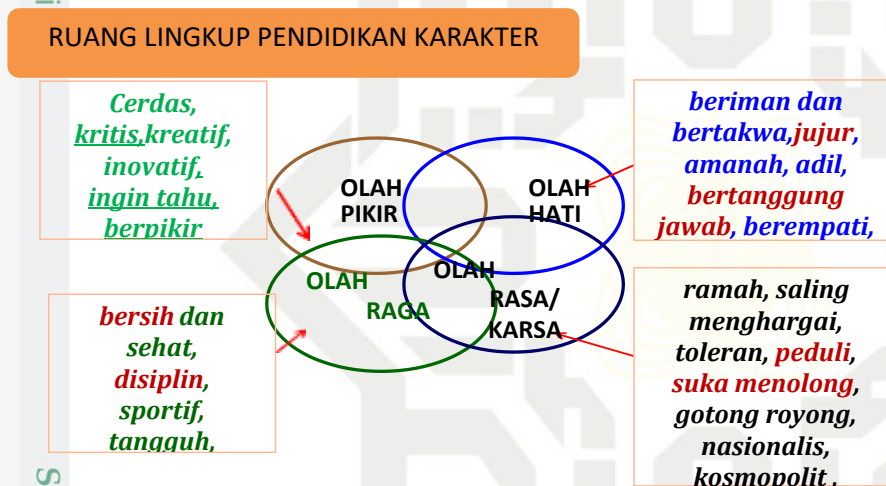 RUANG LINGKUP PENDIDIKAN KARAKTER
Cerdas,
kritis,kreatif,
inovatif,
ingin tahu,
berpikir
beriman dan
bertakwa,jujur,
amanah, adil,
bertanggung
jawab, berempati,
OLAH
PIKIR
OLAH
HATI
OLAH
RAGA
OLAH
RASA/
KARSA
bersih dan
sehat,
disiplin,
sportif,
tangguh,
ramah, saling
menghargai,
toleran, peduli,
suka menolong,
gotong royong,
nasionalis,
kosmopolit ,